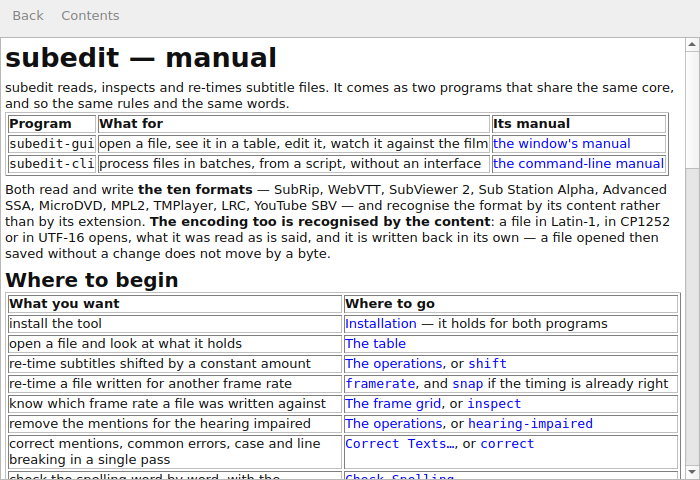 Back Contents
subedit — manual
subedit reads, inspects and re-times subtitle files. It comes as two programs that share the same core,
and so the same rules and the same words.
Program What for Its manual
subedit-gui open a file, see it in a table, edit it, watch it against the film the window's manual
subedit-cli process files in batches, from a script, without an interface the command-line manual
Both read and write the ten formats — SubRip, WebVTT, SubViewer 2, Sub Station Alpha, Advanced
SSA, MicroDVD, MPL2, TMPlayer, LRC, YouTube SBV — and recognise the format by its content rather
than by its extension. The encoding too is recognised by the content: a file in Latin-1, in CP1252
or in UTF-16 opens, what it was read as is said, and it is written back in its own — a file opened then
saved without a change does not move by a byte.
Where to begin
What you want Where to go
install the tool Installation — it holds for both programs
open a file and look at what it holds The table
re-time subtitles shifted by a constant amount The operations, or shift
re-time a file written for another frame rate framerate, and snap if the timing is already right
know which frame rate a file was written against The frame grid, or inspect
remove the mentions for the hearing impaired The operations, or hearing-impaired
correct mentions, common errors, case and line Correct Texts…, or correct
breaking in a single pass
check the spelling word by word, with the Check Spelling